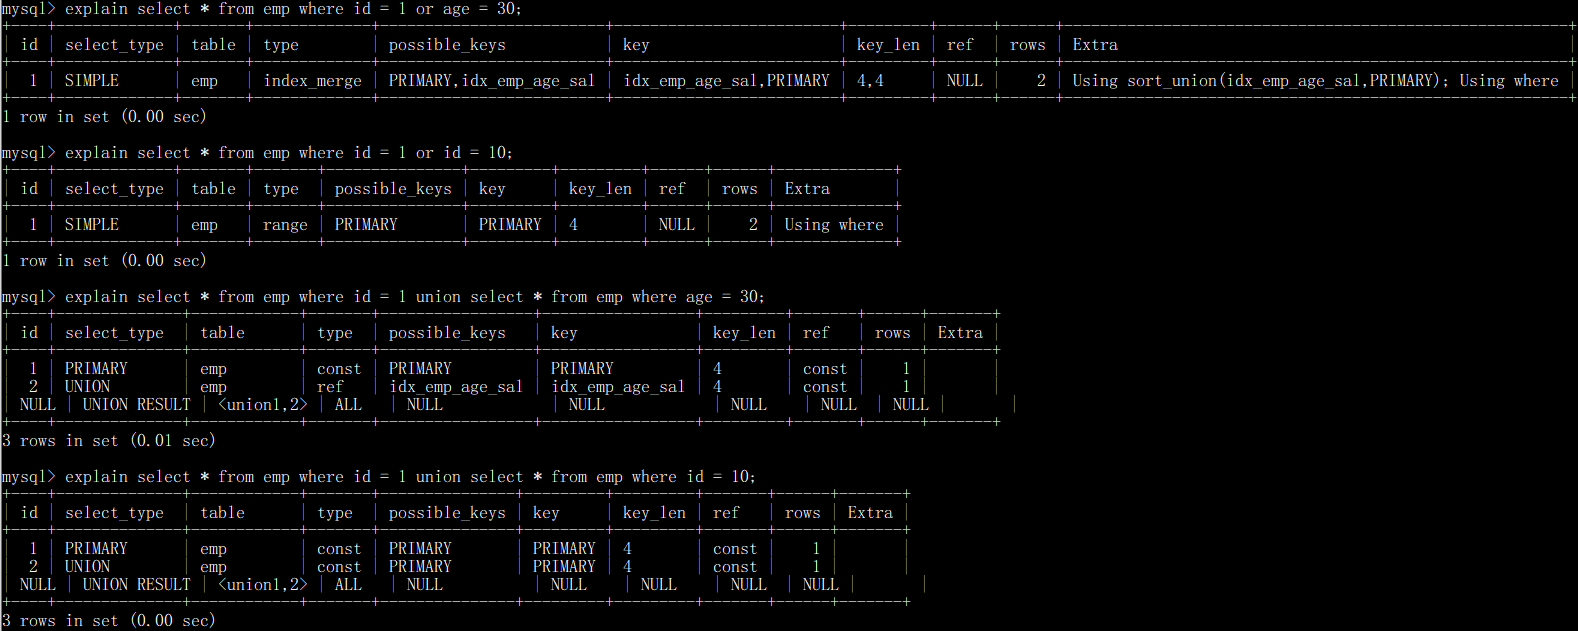 mysql> explain select * from emp where id = 1 or age = 30;
| id | select_type | table | type | possible_keys | key | key_len | ref | rows | Extra |
| 1 | SIMPLE | emp | index_merge | PRIMARY,idx_emp_age_sal | idx_emp_age_sal,PRIMARY | 4,4 | NULL | 2 | Using sort_union(idx_emp_age_sal,PRIMARY); Using where |
1 row in set (0.00 sec)
mysql> explain select * from emp where id = 1 or id = 10;
| id | select_type | table | type | possible_keys | key | key_len | ref | rows | Extra |
| 1 | SIMPLE | emp | range | PRIMARY | PRIMARY | 4 | NULL | 2 | Using where |
1 row in set (0.00 sec)
mysql> explain select * from emp where id = 1 union select * from emp where age = 30;
| id | select_type | table | type | possible_keys | key | key_len | ref | rows | Extra |
| 1 | PRIMARY | emp | const | PRIMARY | PRIMARY | 4 | const | 1 | |
| 2 | UNION | emp | ref | idx_emp_age_sal | idx_emp_age_sal | 4 | const | 1 | |
| NULL | UNION RESULT | <union1,2> | ALL | NULL | NULL | NULL | NULL | NULL | |
3 rows in set (0.01 sec)
mysql> explain select * from emp where id = 1 union select * from emp where id = 10;
| id | select_type | table | type | possible_keys | key | key_len | ref | rows | Extra |
| 1 | PRIMARY | emp | const | PRIMARY | PRIMARY | 4 | const | 1 | |
| 2 | UNION | emp | const | PRIMARY | PRIMARY | 4 | const | 1 | |
| NULL | UNION RESULT | <union1,2> | ALL | NULL | NULL | NULL | NULL | NULL | |
3 rows in set (0.00 sec)